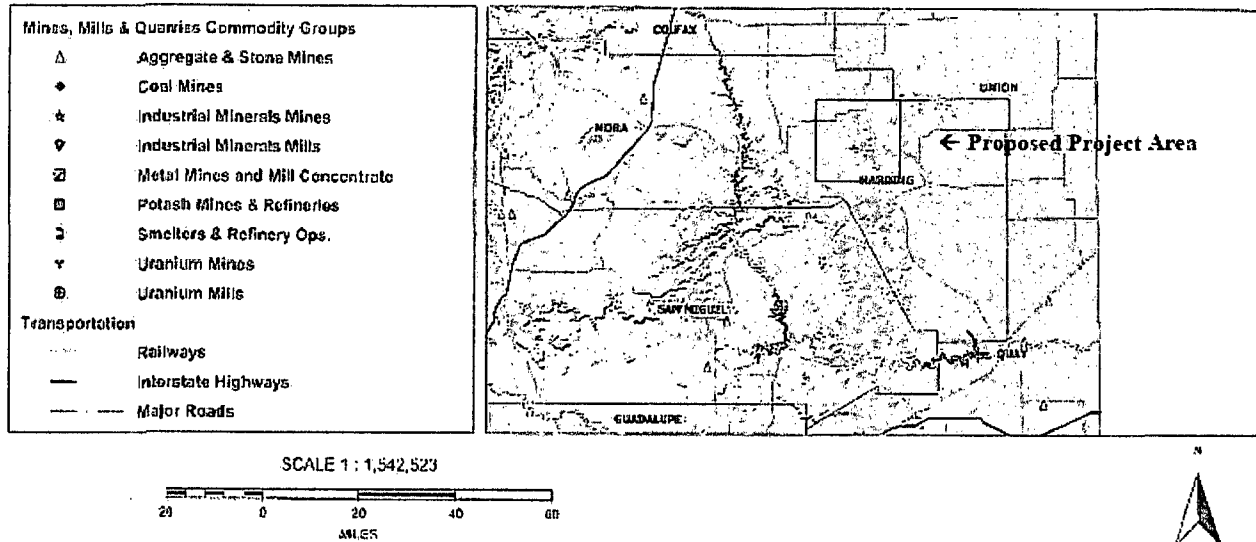 Mines, Mills & Quarries Commodity Groups
Aggregate & Stone Mines
Coal Mines
Industrial Minerals Mines
Industrial Minerals Mills
Metal Mines and Mill Concentrate
Potash Mines & Refineries
Smelters & Refinery Ops.
Uranium Mines
Uranium Mills
Transportation
Railways
Interstate Highways
Major Roads
COLFAX
UNION
MORA
← Proposed Project Area
HARDING
SAN MIGUEL
QUAY
GUADALUPE
SCALE 1 : 1,542,523
20 0 20 40 60
MILES
N